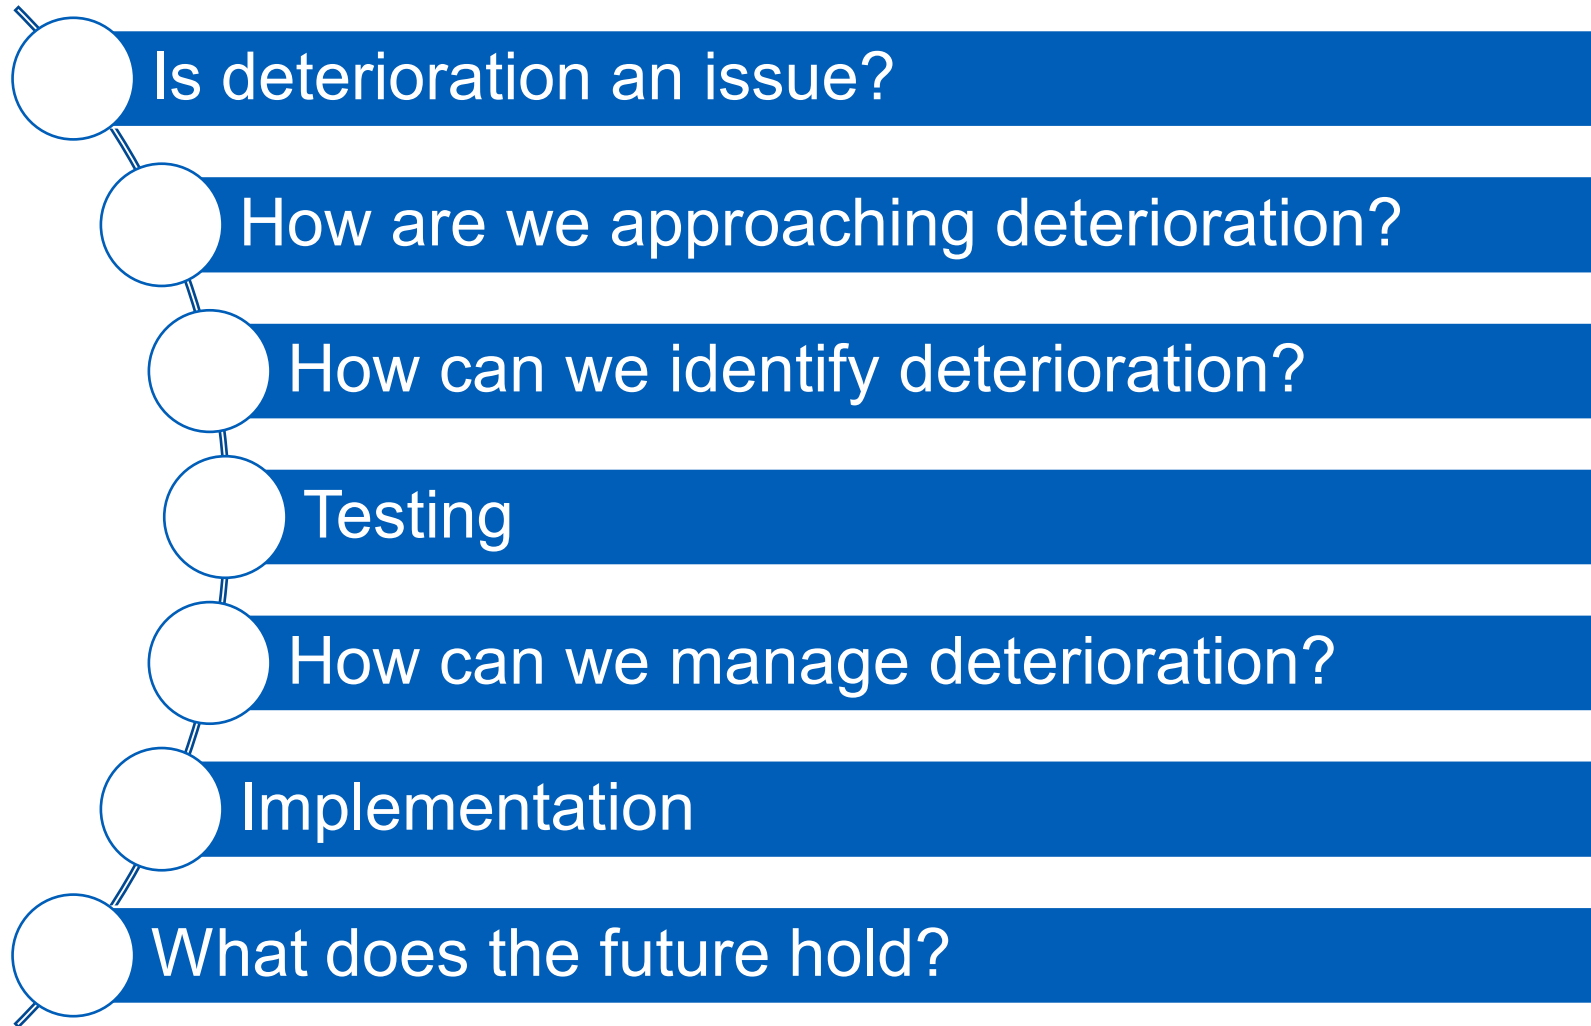 Is deterioration an issue?
How are we approaching deterioration?
How can we identify deterioration?
Testing
How can we manage deterioration?
Implementation
What does the future hold?